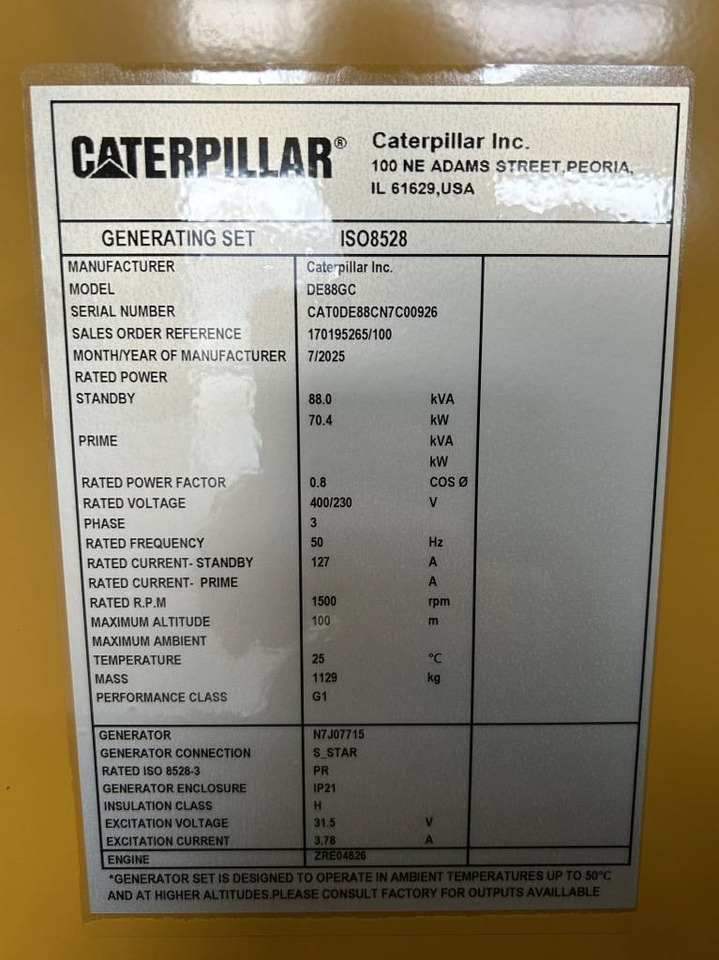 CATERPILLAR®
Caterpillar Inc.
100 NE ADAMS STREET,PEORIA,
IL 61629,USA
GENERATING SET ISO8528
MANUFACTURER Caterpillar Inc.
MODEL DE88GC
SERIAL NUMBER CAT0DE88CN7C00926
SALES ORDER REFERENCE 170195265/100
MONTH/YEAR OF MANUFACTURER 7/2025
RATED POWER
STANDBY 88.0 kVA
70.4 kW
PRIME kVA
kW
RATED POWER FACTOR 0.8 COS Ø
RATED VOLTAGE 400/230 V
PHASE 3
RATED FREQUENCY 50 Hz
RATED CURRENT- STANDBY 127 A
RATED CURRENT- PRIME A
RATED R.P.M 1500 rpm
MAXIMUM ALTITUDE 100 m
MAXIMUM AMBIENT
TEMPERATURE 25 °C
MASS 1129 kg
PERFORMANCE CLASS G1
GENERATOR N7J07715
GENERATOR CONNECTION S_STAR
RATED ISO 8528-3 PR
GENERATOR ENCLOSURE IP21
INSULATION CLASS H
EXCITATION VOLTAGE 31.5 V
EXCITATION CURRENT 3.78 A
ENGINE ZRE04826
*GENERATOR SET IS DESIGNED TO OPERATE IN AMBIENT TEMPERATURES UP TO 50°C
AND AT HIGHER ALTITUDES.PLEASE CONSULT FACTORY FOR OUTPUTS AVAILLABLE